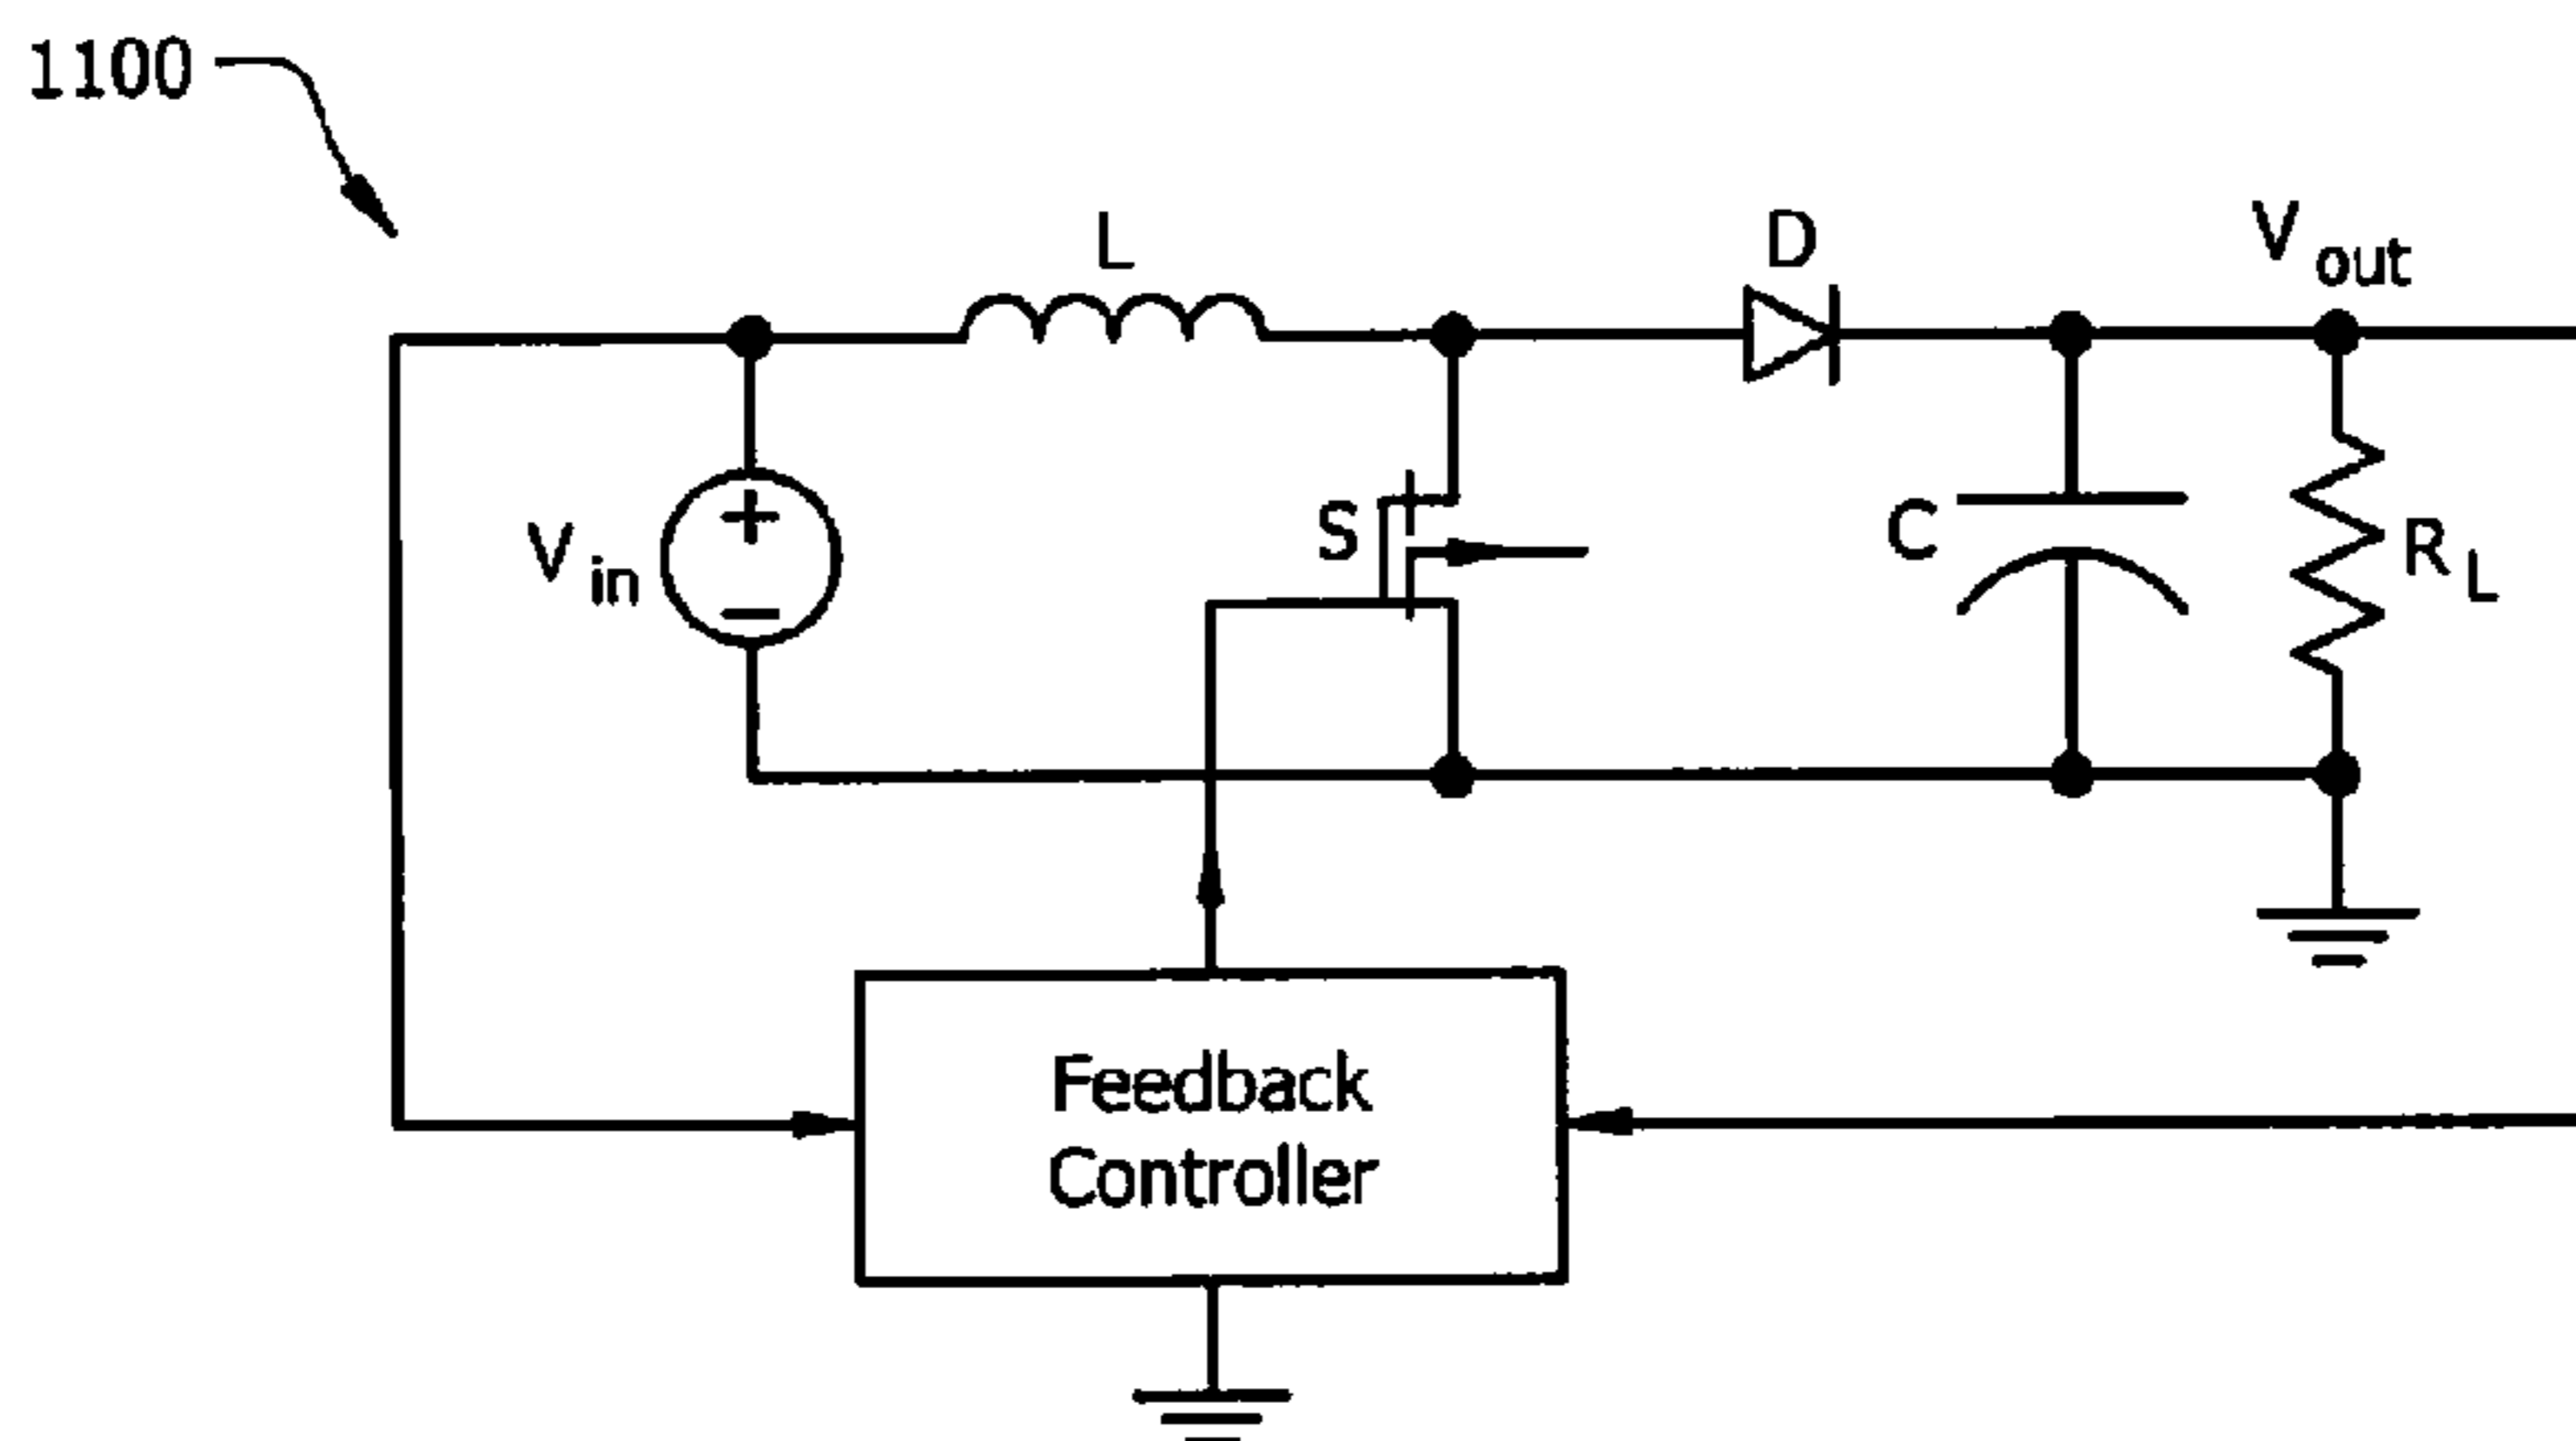 1100
L
D
V out
V in
+
−
S
C
R L
Feedback
Controller